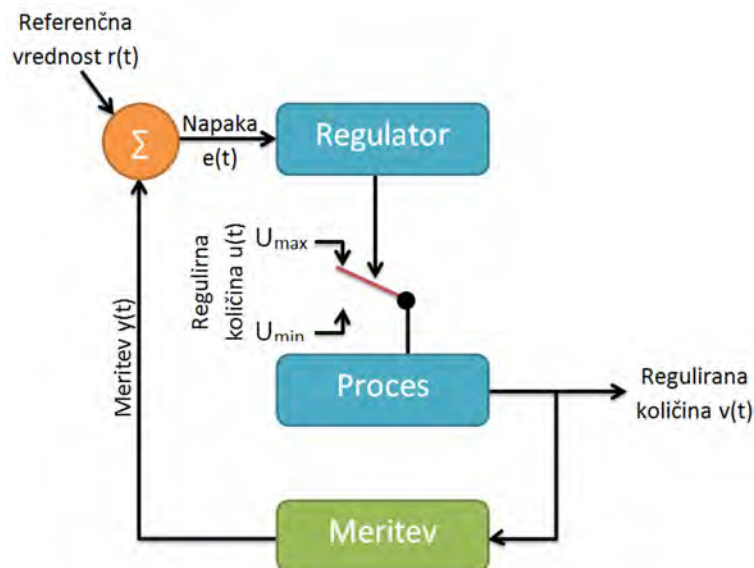 Referenčna
vrednost r(t)
Σ
Napaka
e(t)
Regulator
Regulirna
količina u(t)
Umax
Umin
Meritev y(t)
Proces
Regulirana
količina v(t)
Meritev